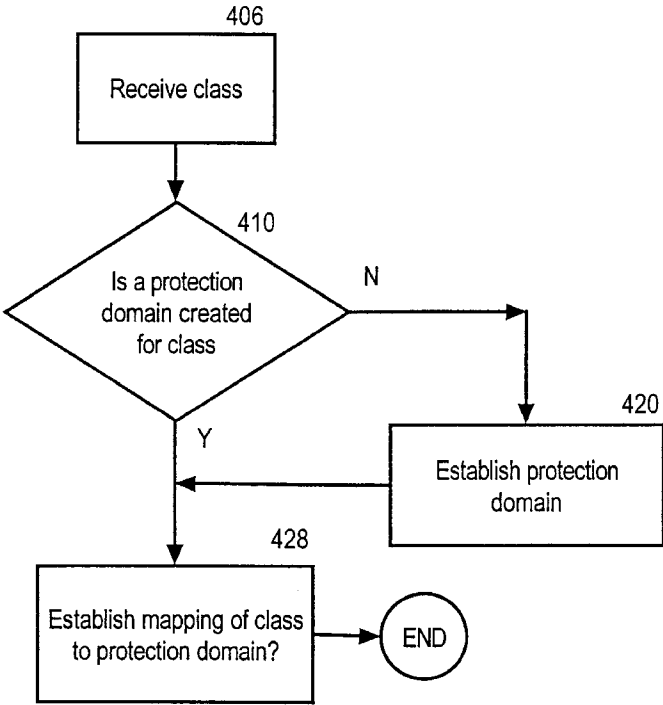 406
Receive class
410
Is a protection
domain created
for class
N
Y
420
Establish protection
domain
428
Establish mapping of class
to protection domain?
END